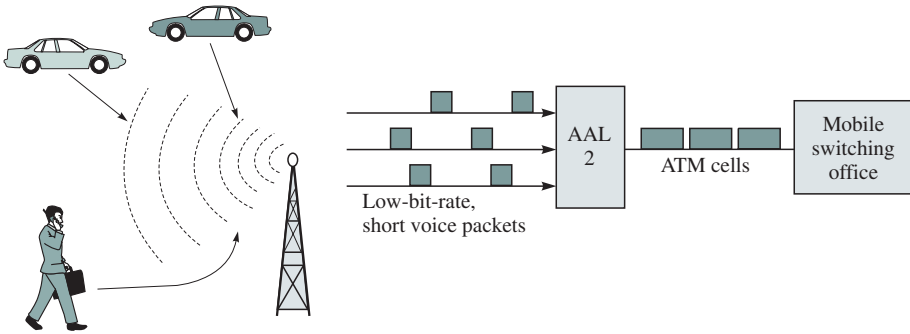 AAL
2
ATM cells
Mobile
switching
office
Low-bit-rate,
short voice packets